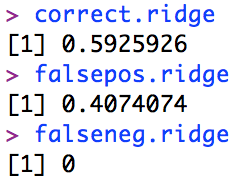 > correct.ridge
[1] 0.5925926
> falsepos.ridge
[1] 0.4074074
> falseneg.ridge
[1] 0